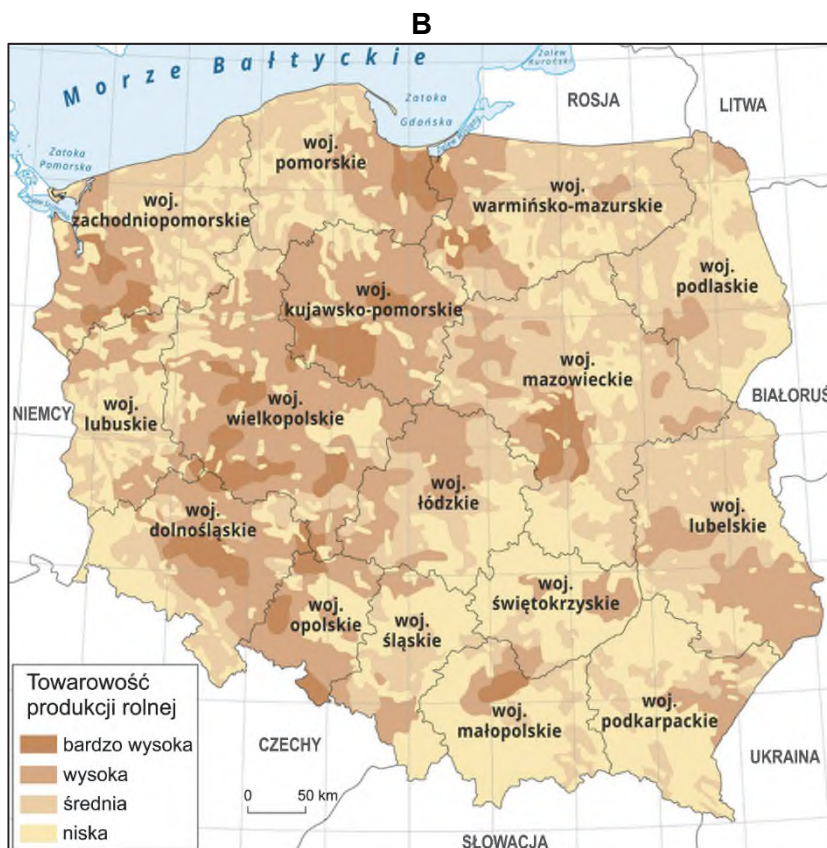 B
Morze Bałtyckie
Zalew
Kuroński
ROSJA
LITWA
Zatoka
Gdańska
Zalew Wiślany
Zatoka
Pomorska
woj.
pomorskie
woj.
zachodniopomorskie
woj.
warmińsko-mazurskie
woj.
podlaskie
woj.
kujawsko-pomorskie
woj.
mazowieckie
BIAŁORUŚ
NIEMCY
woj.
lubuskie
woj.
wielkopolskie
woj.
łódzkie
woj.
lubelskie
woj.
dolnośląskie
woj.
opolskie
woj.
śląskie
woj.
świętokrzyskie
woj.
małopolskie
woj.
podkarpackie
CZECHY
UKRAINA
SŁOWACJA
Towarowość
produkcji rolnej
bardzo wysoka
wysoka
średnia
niska
0 50 km